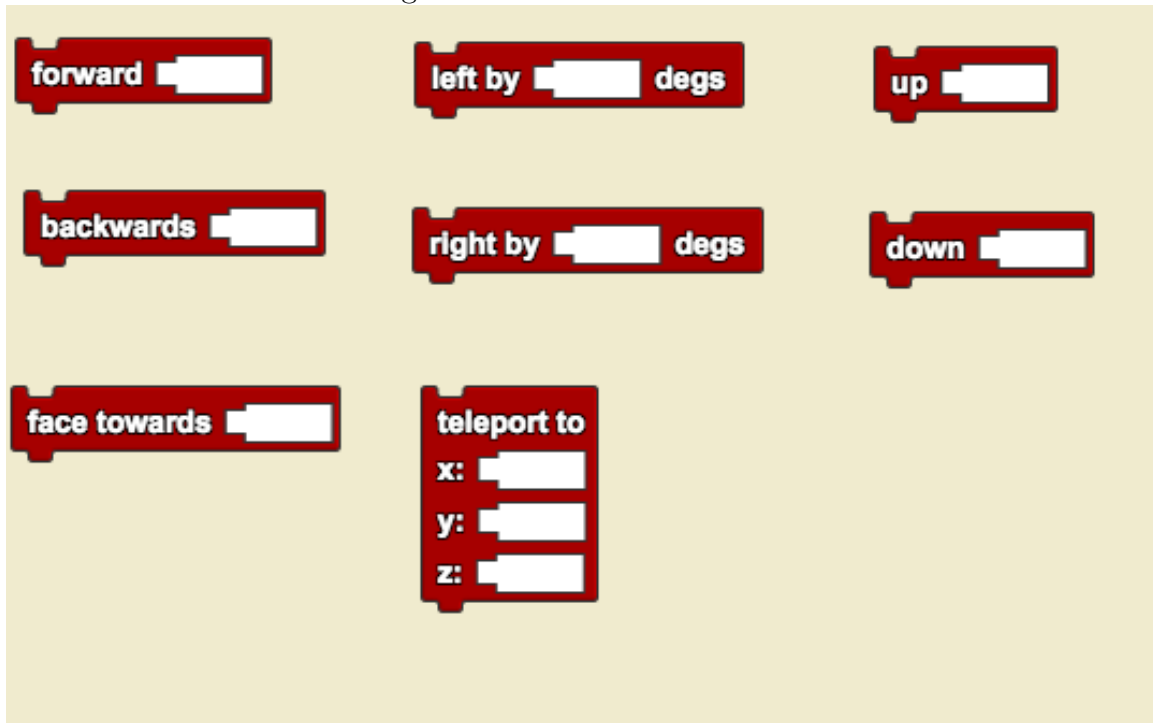 forward
left by degs
up
backwards
right by degs
down
face towards
teleport to
x:
y:
z: